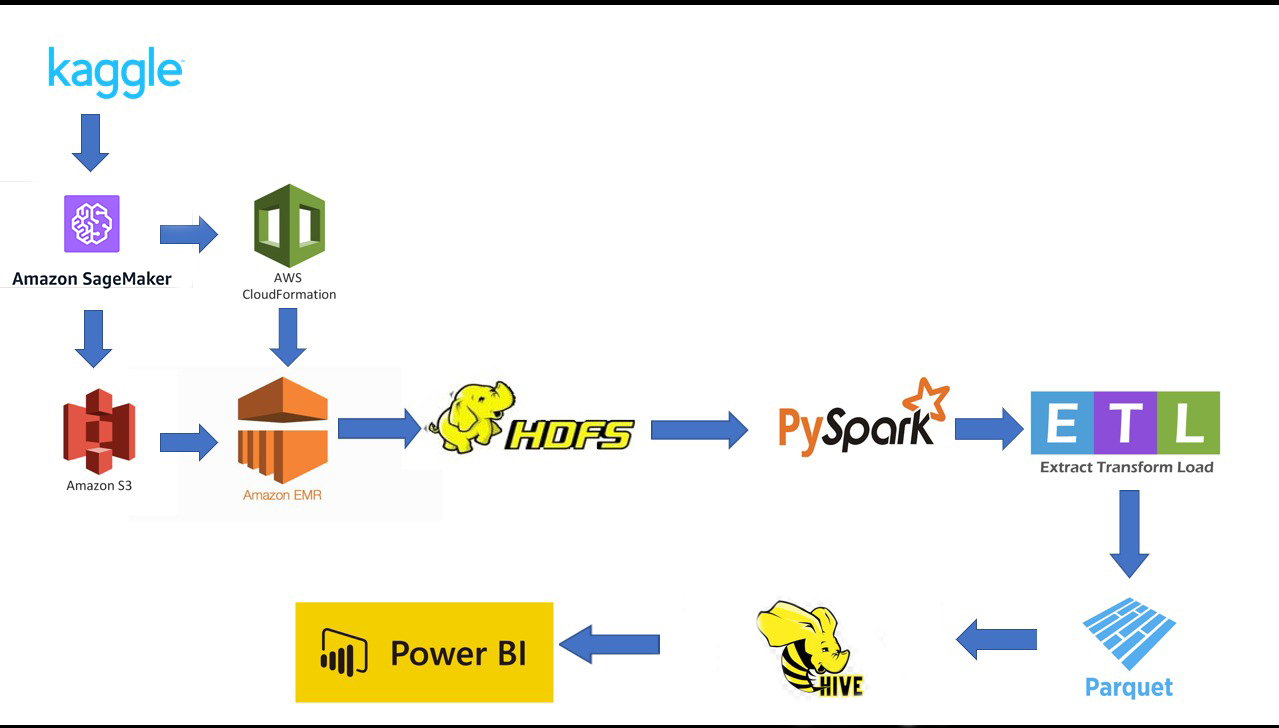 kaggle
Amazon SageMaker
AWS
CloudFormation
Amazon S3
Amazon EMR
HDFS
PySpark
E T L
Extract Transform Load
Power BI
HIVE
Parquet